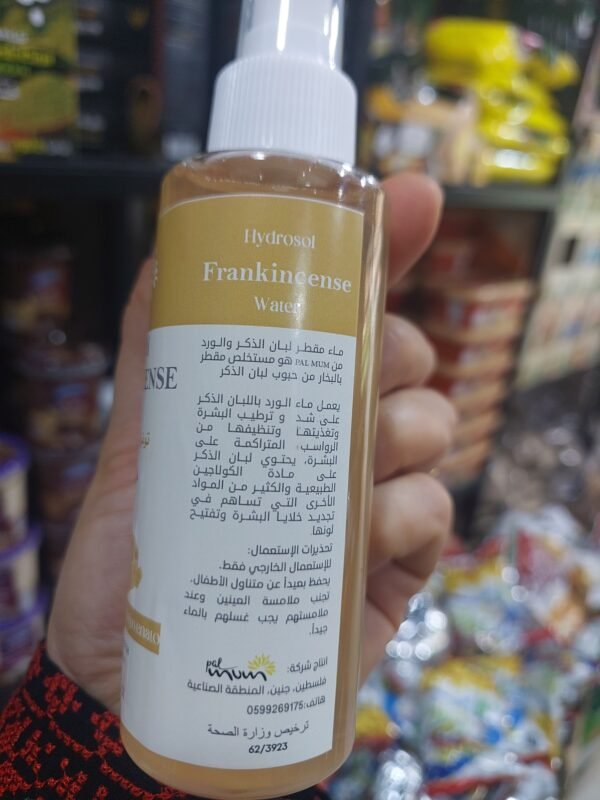 Hydrosol
Frankincense
Water
ماء مقطر لبان الذكر والورد
من PAL MUM هو مستخلص مقطر
بالبخار من حبوب لبان الذكر
يعمل ماء الورد باللبان الذكر
على شد و ترطيب البشرة
وتغذيتها وتنظيفها من
الرواسب المتراكمة على
البشرة، يحتوي لبان الذكر
على مادة الكولاجين
الطبيعية والكثير من المواد
الأخرى التي تساهم في
تجديد خلايا البشرة وتفتيح
لونها.
تحذيرات الإستعمال:
للإستعمال الخارجي فقط.
يحفظ بعيداً عن متناول الأطفال.
تجنب ملامسة العينين وعند
ملامستهم يجب غسلهم بالماء
جيداً.
انتاج شركة: pal mum
فلسطين، جنين، المنطقة الصناعية
هاتف: 0599269175
ترخيص وزارة الصحة
62/3923
ENSE